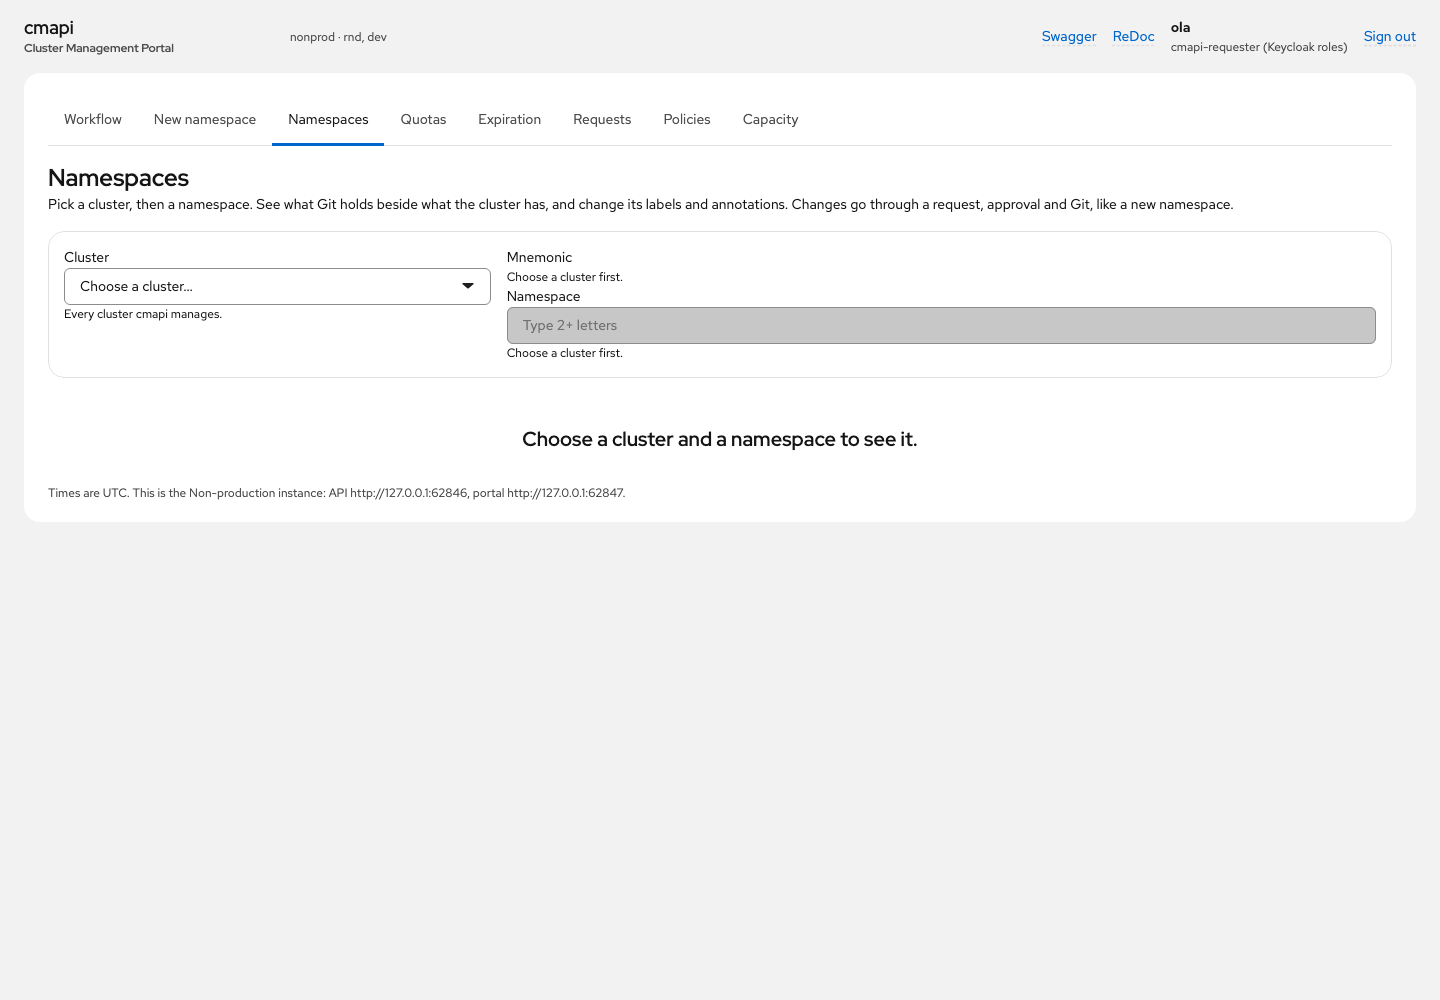 cmapi
Cluster Management Portal
nonprod · rnd, dev
Swagger
ReDoc
ola
cmapi-requester (Keycloak roles)
Sign out
Workflow
New namespace
Namespaces
Quotas
Expiration
Requests
Policies
Capacity
Namespaces
Pick a cluster, then a namespace. See what Git holds beside what the cluster has, and change its labels and annotations. Changes go through a request, approval and Git, like a new namespace.
Cluster
Choose a cluster...
Every cluster cmapi manages.
Mnemonic
Choose a cluster first.
Namespace
Type 2+ letters
Choose a cluster first.
Choose a cluster and a namespace to see it.
Times are UTC. This is the Non-production instance: API http://127.0.0.1:62846, portal http://127.0.0.1:62847.